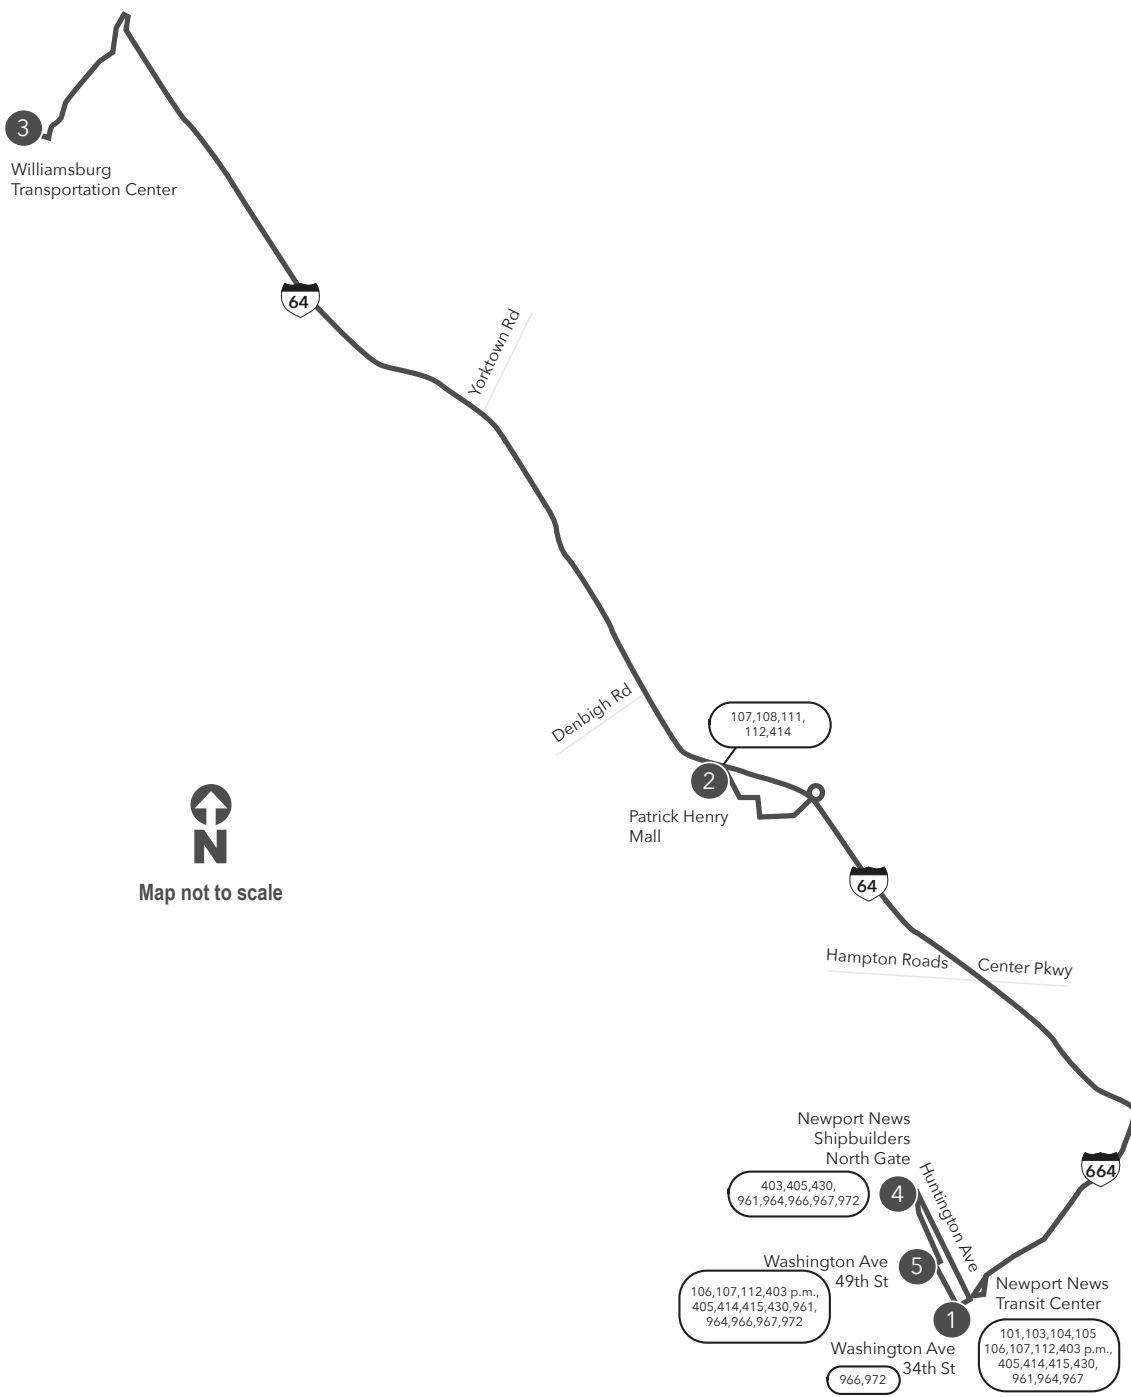 3
Williamsburg
Transportation Center
64
Yorktown Rd
Denbigh Rd
107,108,111,
112,414
2
Patrick Henry
Mall
N
Map not to scale
64
Hampton Roads Center Pkwy
Newport News
Shipbuilders
North Gate
403,405,430,
961,964,966,967,972
4
Huntington Ave
664
Washington Ave
49th St
5
106,107,112,403 p.m.,
405,414,415,430,961,
964,966,967,972
Newport News
Transit Center
1
101,103,104,105
106,107,112,403 p.m.,
405,414,415,430,
961,964,967
Washington Ave
34th St
966,972